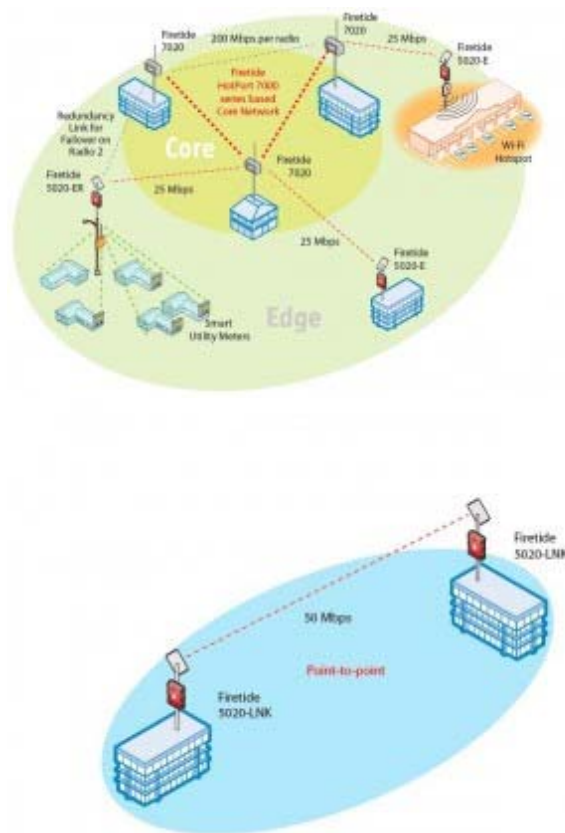 Firetide
7020
200 Mbps per radio
Firetide
7020
25 Mbps
Firetide
5020-E
Firetide
HotPort 7000
series based
Core Network
Redundancy
Link for
Failover on
Radio 2
Core
Wi-Fi
Hotspot
Firetide
5020-ER
25 Mbps
Firetide
7020
25 Mbps
Firetide
5020-E
Edge
Smart
Utility Meters
Firetide
5020-LNK
50 Mbps
Point-to-point
Firetide
5020-LNK